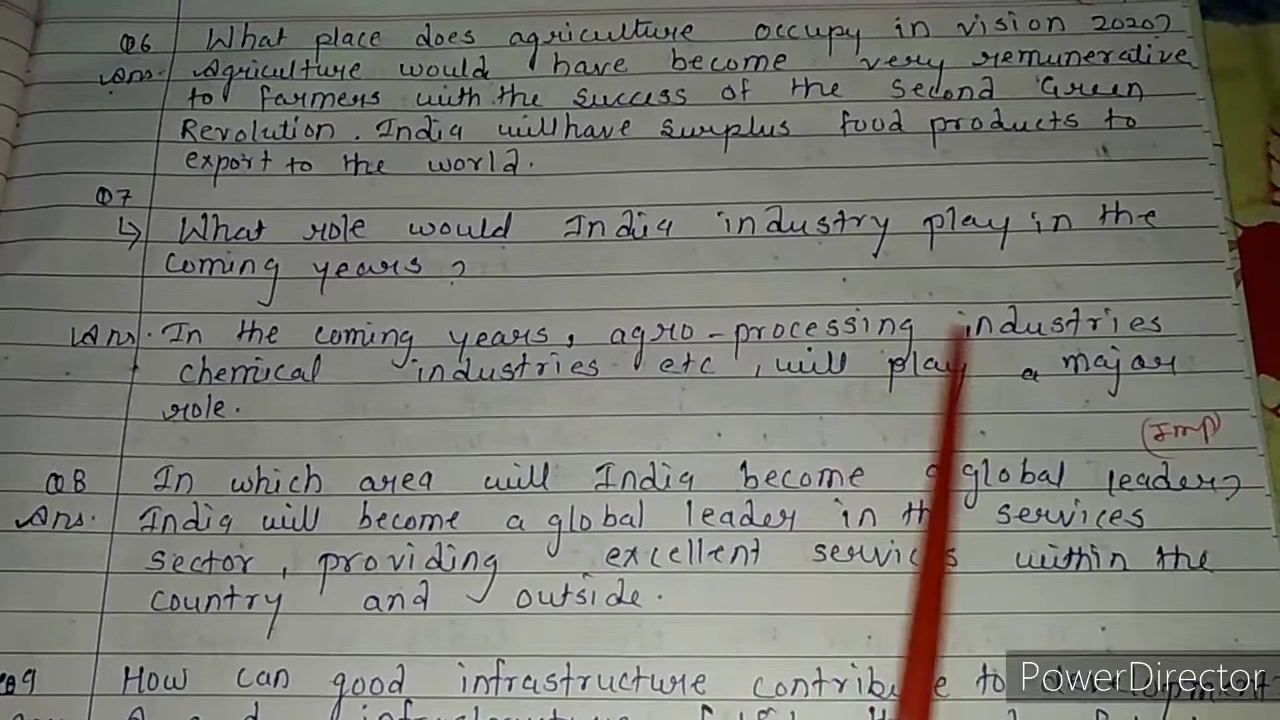 Q6 What place does agriculture occupy in vision 2020?
Ans. Agriculture would have become very remunerative
to farmers with the success of the second Green
Revolution. India will have surplus food products to
export to the world.
Q7
↳ What role would India industry play in the
coming years?
Ans. In the coming years, agro-processing industries
chemical industries etc, will play a major
role.
(Imp)
Q8 In which area will India become a global leader?
Ans. India will become a global leader in the services
sector, providing excellent services within the
country and outside.
Q9 How can good infrastructure contribute to
PowerDirector